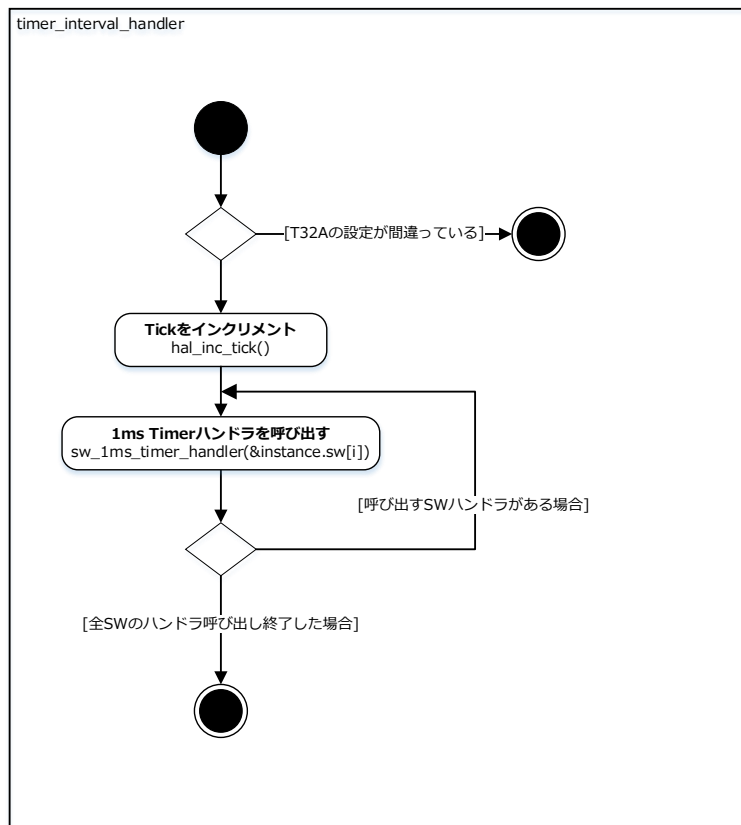 timer_interval_handler
[T32Aの設定が間違っている]
Tickをインクリメント
hal_inc_tick()
1ms Timerハンドラを呼び出す
sw_1ms_timer_handler(&instance.sw[i])
[呼び出すSWハンドラがある場合]
[全SWのハンドラ呼び出し終了した場合]